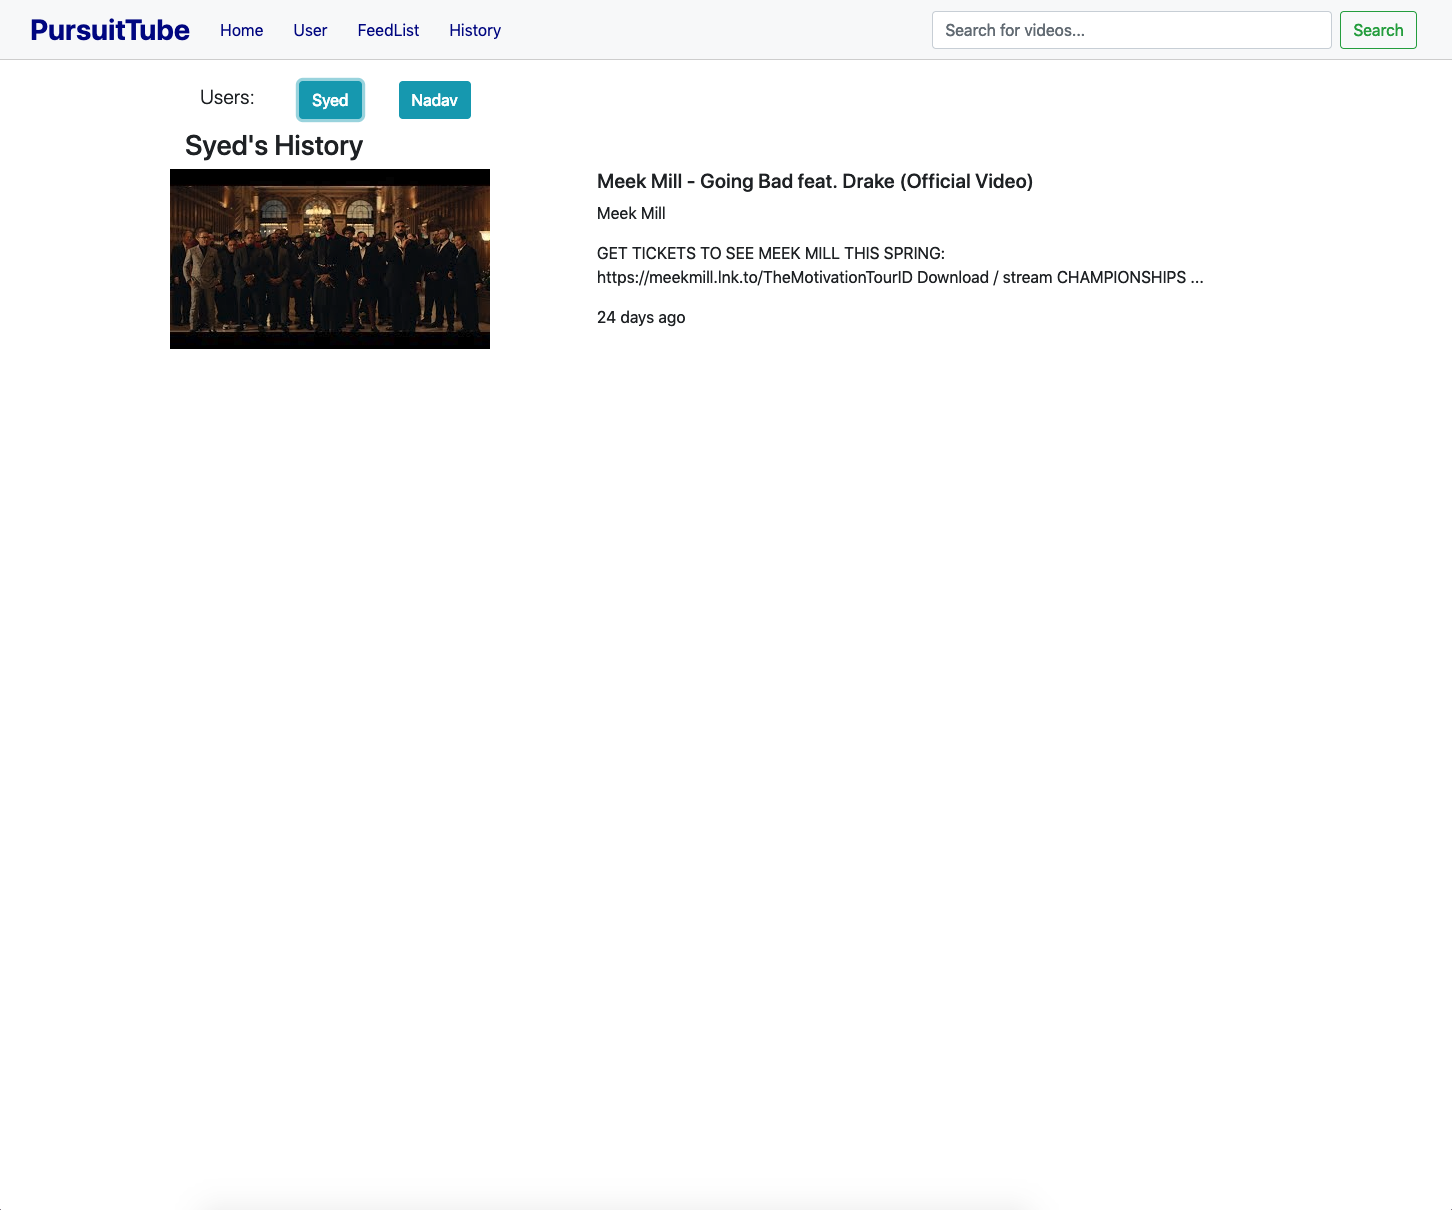 PursuitTube Home User FeedList History Search for videos... Search
Users: Syed Nadav
Syed's History
Meek Mill - Going Bad feat. Drake (Official Video)
Meek Mill
GET TICKETS TO SEE MEEK MILL THIS SPRING:
https://meekmill.lnk.to/TheMotivationTourID Download / stream CHAMPIONSHIPS ...
24 days ago